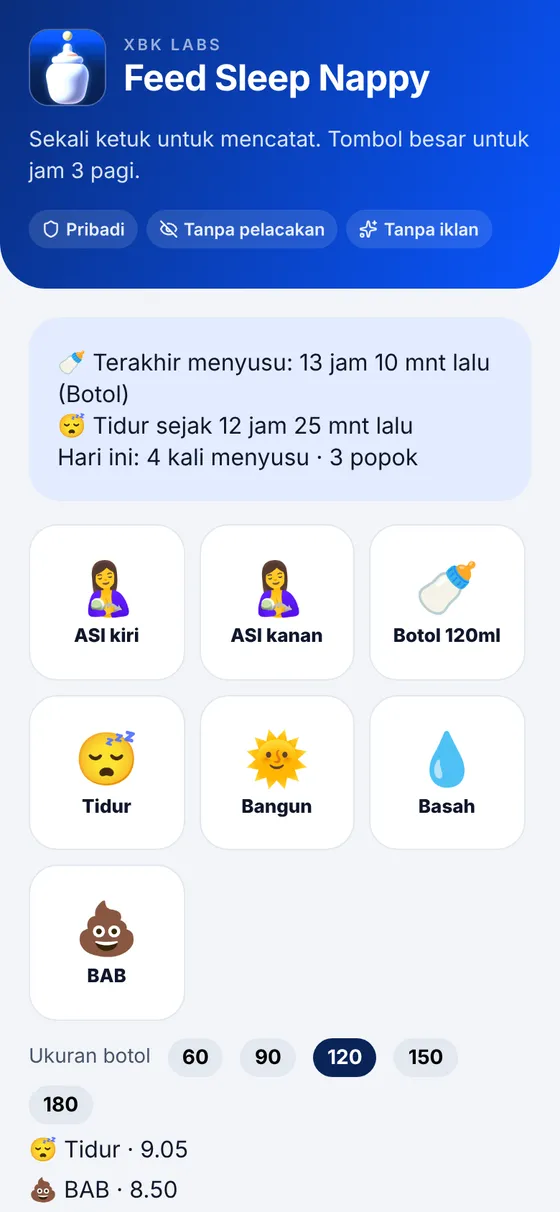 XBK LABS
Feed Sleep Nappy
Sekali ketuk untuk mencatat. Tombol besar untuk
jam 3 pagi.
Pribadi
Tanpa pelacakan
Tanpa iklan
🍼 Terakhir menyusu: 13 jam 10 mnt lalu
(Botol)
😴 Tidur sejak 12 jam 25 mnt lalu
Hari ini: 4 kali menyusu · 3 popok
ASI kiri
ASI kanan
Botol 120ml
Tidur
Bangun
Basah
BAB
Ukuran botol 60 90 120 150
180
😴 Tidur · 9.05
💩 BAB · 8.50